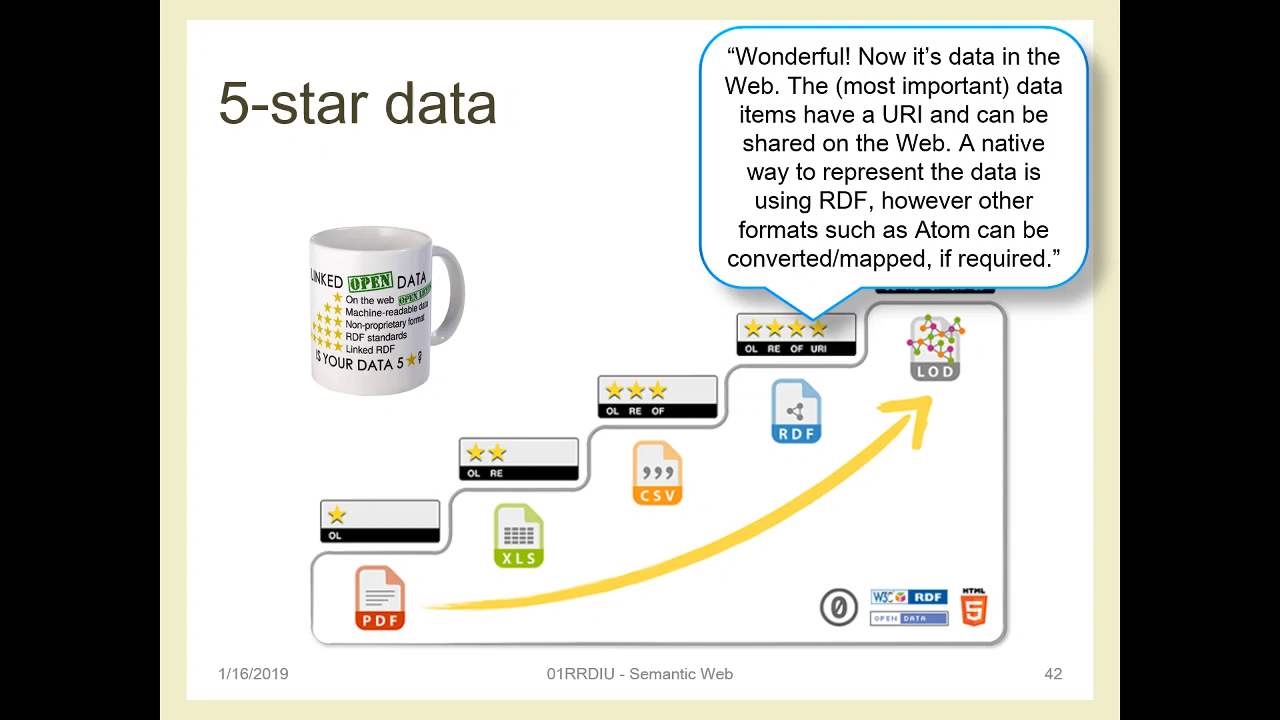 5-star data
“Wonderful! Now it’s data in the
Web. The (most important) data
items have a URI and can be
shared on the Web. A native
way to represent the data is
using RDF, however other
formats such as Atom can be
converted/mapped, if required.”
LINKED OPEN DATA
On the web OPEN
Machine-readable data
Non-proprietary format
RDF standards
Linked RDF
IS YOUR DATA 5 ?
OL RE OF URI
LOD
OL RE OF
RDF
OL RE
CSV
OL
XLS
PDF
0
W3C RDF
OPEN DATA
HTML
5
1/16/2019
01RRDIU - Semantic Web
42